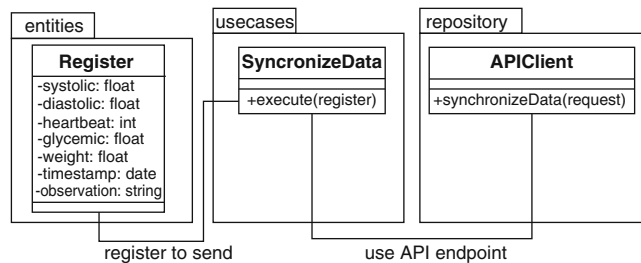 entities
Register
-systolic: float
-diastolic: float
-heartbeat: int
-glycemic: float
-weight: float
-timestamp: date
-observation: string
usecases
SyncronizeData
+execute(register)
repository
APIClient
+synchronizeData(request)
register to send
use API endpoint